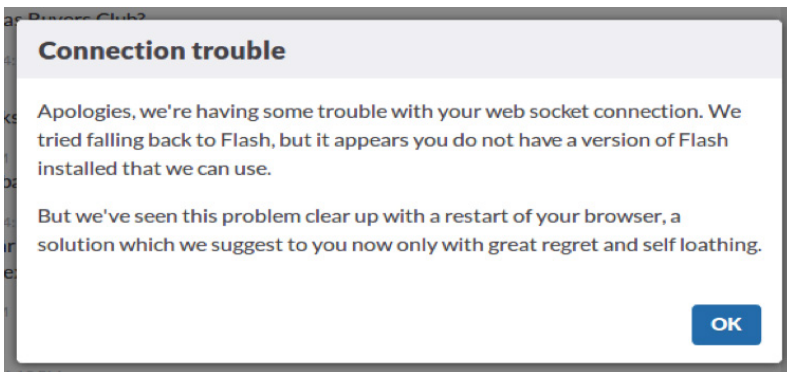 as Buyers Club?
Connection trouble
Apologies, we're having some trouble with your web socket connection. We
tried falling back to Flash, but it appears you do not have a version of Flash
installed that we can use.
But we've seen this problem clear up with a restart of your browser, a
solution which we suggest to you now only with great regret and self loathing.
OK